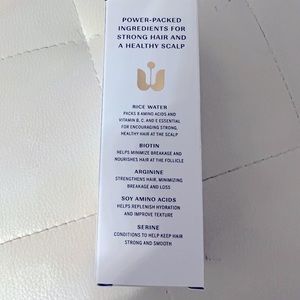 POWER-PACKED
INGREDIENTS FOR
STRONG HAIR AND
A HEALTHY SCALP
RICE WATER
PACKS 8 AMINO ACIDS AND
VITAMIN B, C, AND E ESSENTIAL
FOR ENCOURAGING STRONG,
HEALTHY HAIR AT THE SCALP
BIOTIN
HELPS MINIMIZE BREAKAGE AND
NOURISHES HAIR AT THE FOLLICLE
ARGININE
STRENGTHENS HAIR, MINIMIZING
BREAKAGE AND LOSS
SOY AMINO ACIDS
HELPS REPLENISH HYDRATION
AND IMPROVE TEXTURE
SERINE
CONDITIONS TO HELP KEEP HAIR
STRONG AND SMOOTH